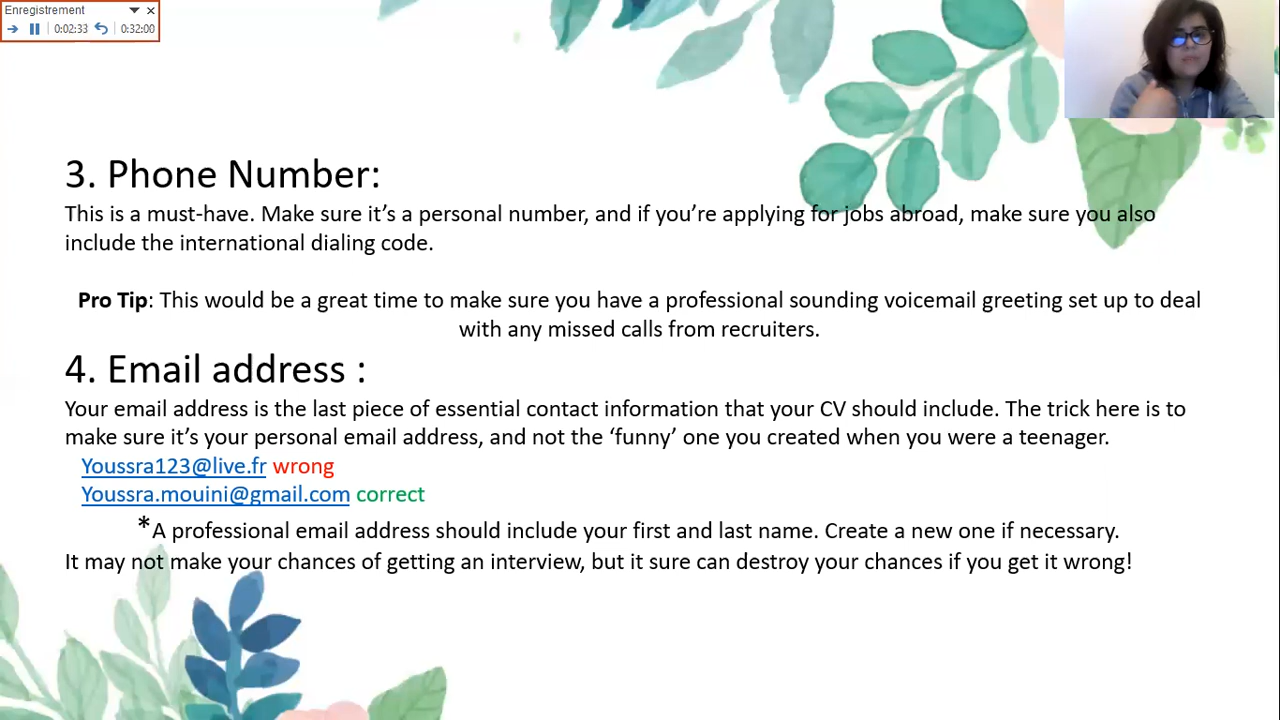 Enregistrement
0:02:33 0:32:00
3. Phone Number:
This is a must-have. Make sure it’s a personal number, and if you’re applying for jobs abroad, make sure you also
include the international dialing code.
Pro Tip: This would be a great time to make sure you have a professional sounding voicemail greeting set up to deal
with any missed calls from recruiters.
4. Email address :
Your email address is the last piece of essential contact information that your CV should include. The trick here is to
make sure it’s your personal email address, and not the ‘funny’ one you created when you were a teenager.
Youssra123@live.fr wrong
Youssra.mouini@gmail.com correct
*A professional email address should include your first and last name. Create a new one if necessary.
It may not make your chances of getting an interview, but it sure can destroy your chances if you get it wrong!